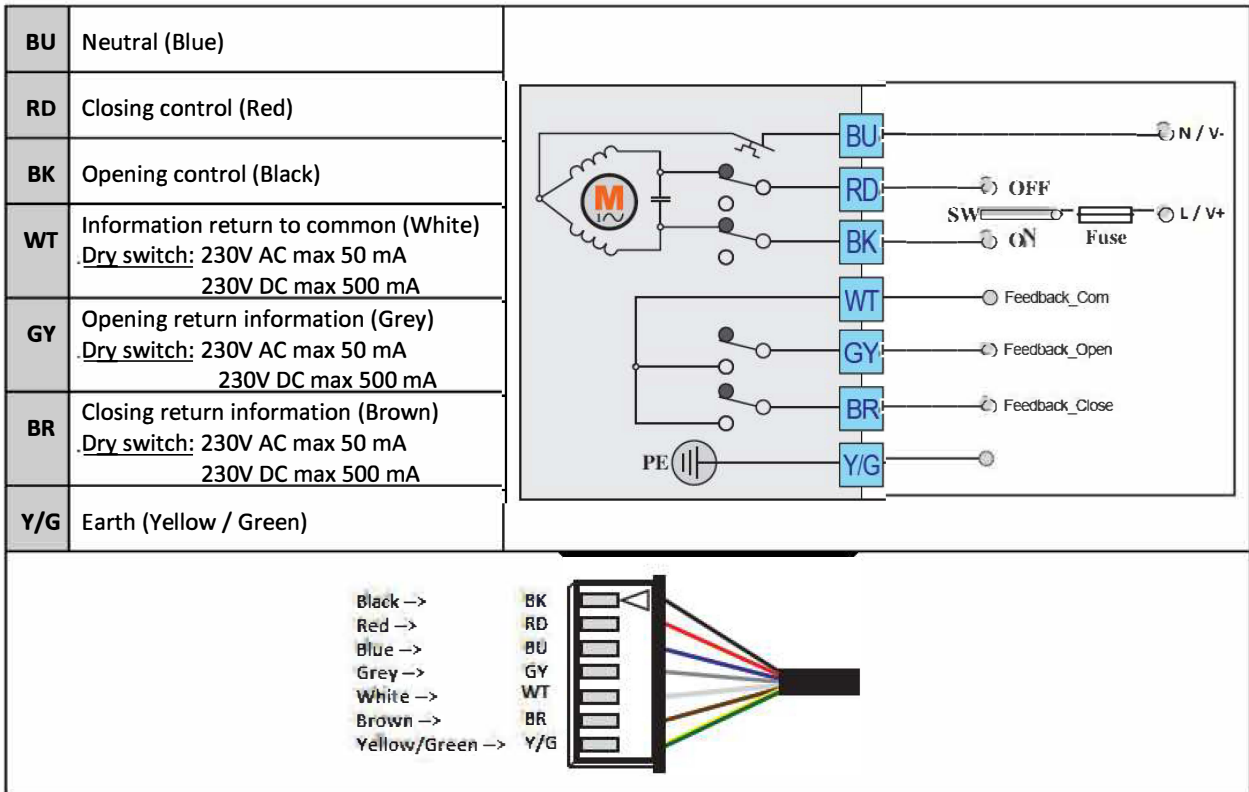 BU Neutral (Blue)
RD Closing control (Red)
BK Opening control (Black)
WT Information return to common (White)
Dry switch: 230V AC max 50 mA
230V DC max 500 mA
GY Opening return information (Grey)
Dry switch: 230V AC max 50 mA
230V DC max 500 mA
BR Closing return information (Brown)
Dry switch: 230V AC max 50 mA
230V DC max 500 mA
Y/G Earth (Yellow / Green)
M
1
BU N / V-
RD OFF
SW Fuse L / V+
BK ON
WT Feedback_Com
GY Feedback_Open
BR Feedback_Close
PE Y/G
Black —> BK
Red —> RD
Blue —> BU
Grey —> GY
White —> WT
Brown —> BR
Yellow/Green —> Y/G